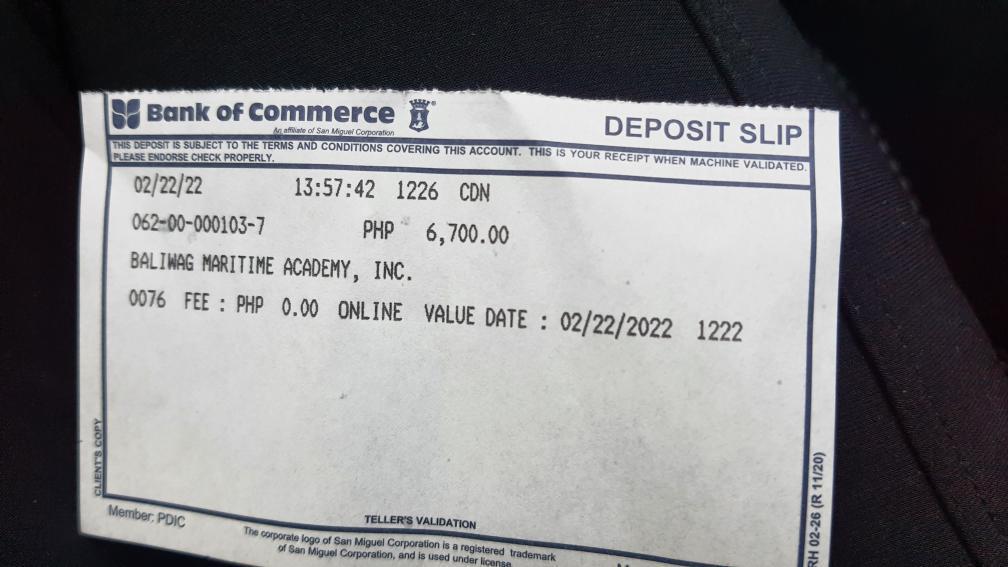 Bank of Commerce
An affiliate of San Miguel Corporation
DEPOSIT SLIP
THIS DEPOSIT IS SUBJECT TO THE TERMS AND CONDITIONS COVERING THIS ACCOUNT. THIS IS YOUR RECEIPT WHEN MACHINE VALIDATED.
PLEASE ENDORSE CHECK PROPERLY.
02/22/22 13:57:42 1226 CDN
062-00-000103-7 PHP 6,700.00
BALIWAG MARITIME ACADEMY, INC.
0076 FEE : PHP 0.00 ONLINE VALUE DATE : 02/22/2022 1222
CLIENT'S COPY
TELLER'S VALIDATION
Member: PDIC
The corporate logo of San Miguel Corporation is a registered trademark
of San Miguel Corporation, and is used under license
RH 02-26 (R 11/20)